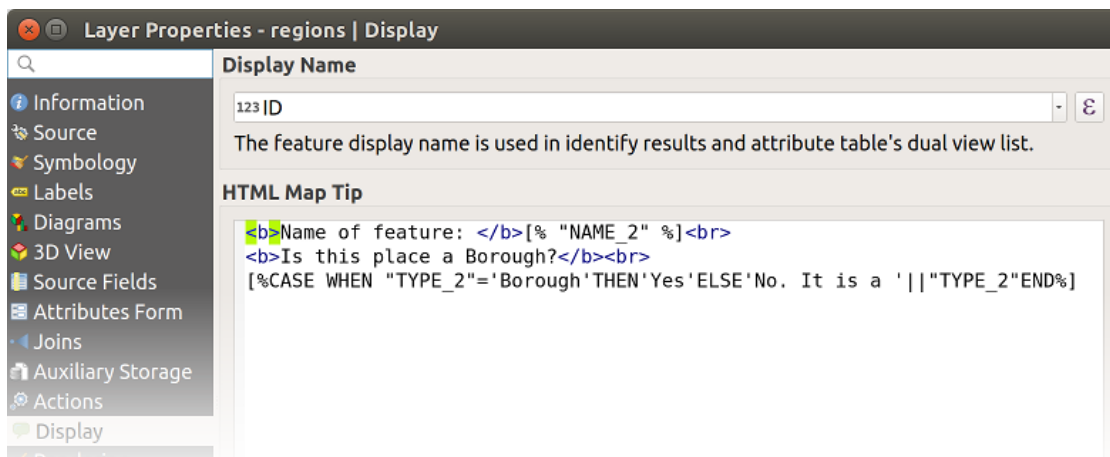 Layer Properties - regions | Display
Information
Source
Symbology
Labels
Diagrams
3D View
Source Fields
Attributes Form
Joins
Auxiliary Storage
Actions
Display
Display Name
123 ID
ε
The feature display name is used in identify results and attribute table's dual view list.
HTML Map Tip
<b>Name of feature: </b>[% "NAME_2" %]<br>
<b>Is this place a Borough?</b><br>
[%CASE WHEN "TYPE_2"='Borough'THEN'Yes'ELSE'No. It is a '||"TYPE_2"END%]